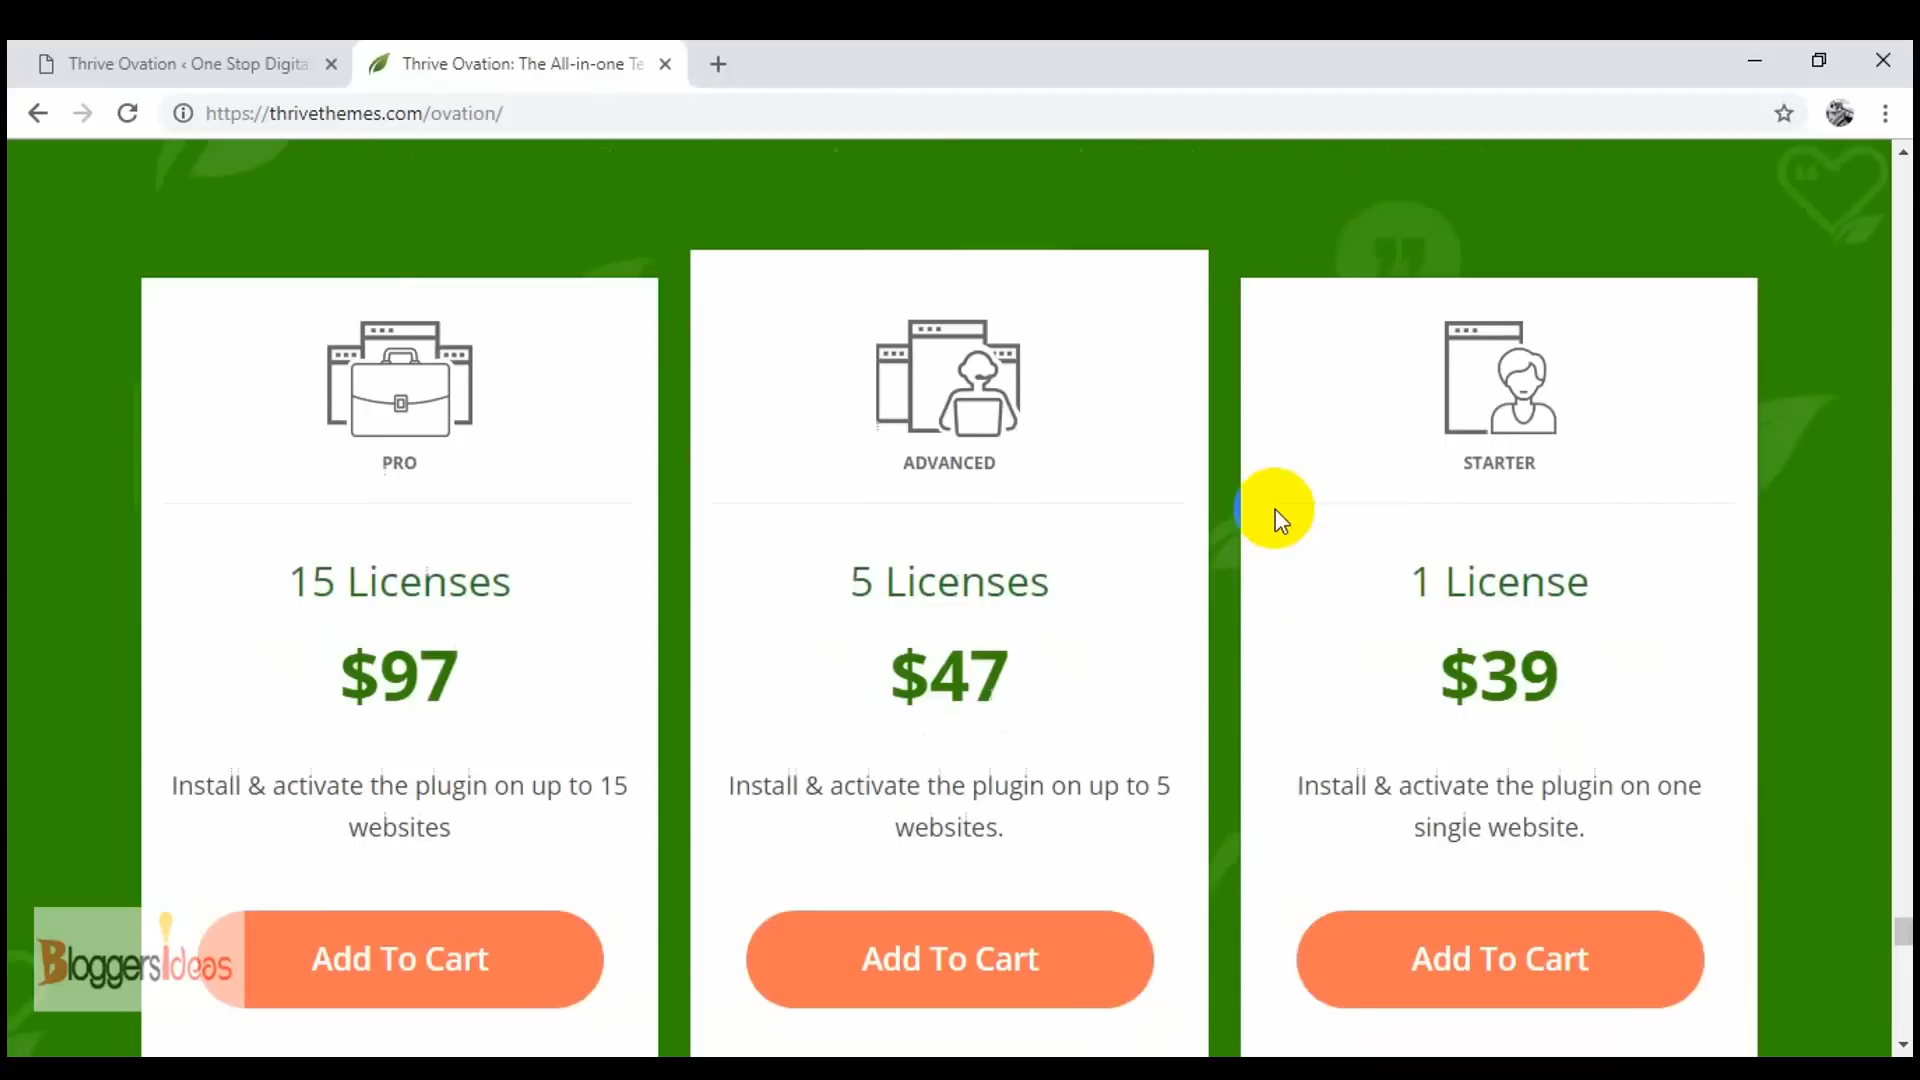 Thrive Ovation ‹ One Stop Digita
Thrive Ovation: The All-in-one Te
https://thrivethemes.com/ovation/
PRO
15 Licenses
$97
Install & activate the plugin on up to 15
websites
Add To Cart
ADVANCED
5 Licenses
$47
Install & activate the plugin on up to 5
websites.
Add To Cart
STARTER
1 License
$39
Install & activate the plugin on one
single website.
Add To Cart
BloggersIdeas